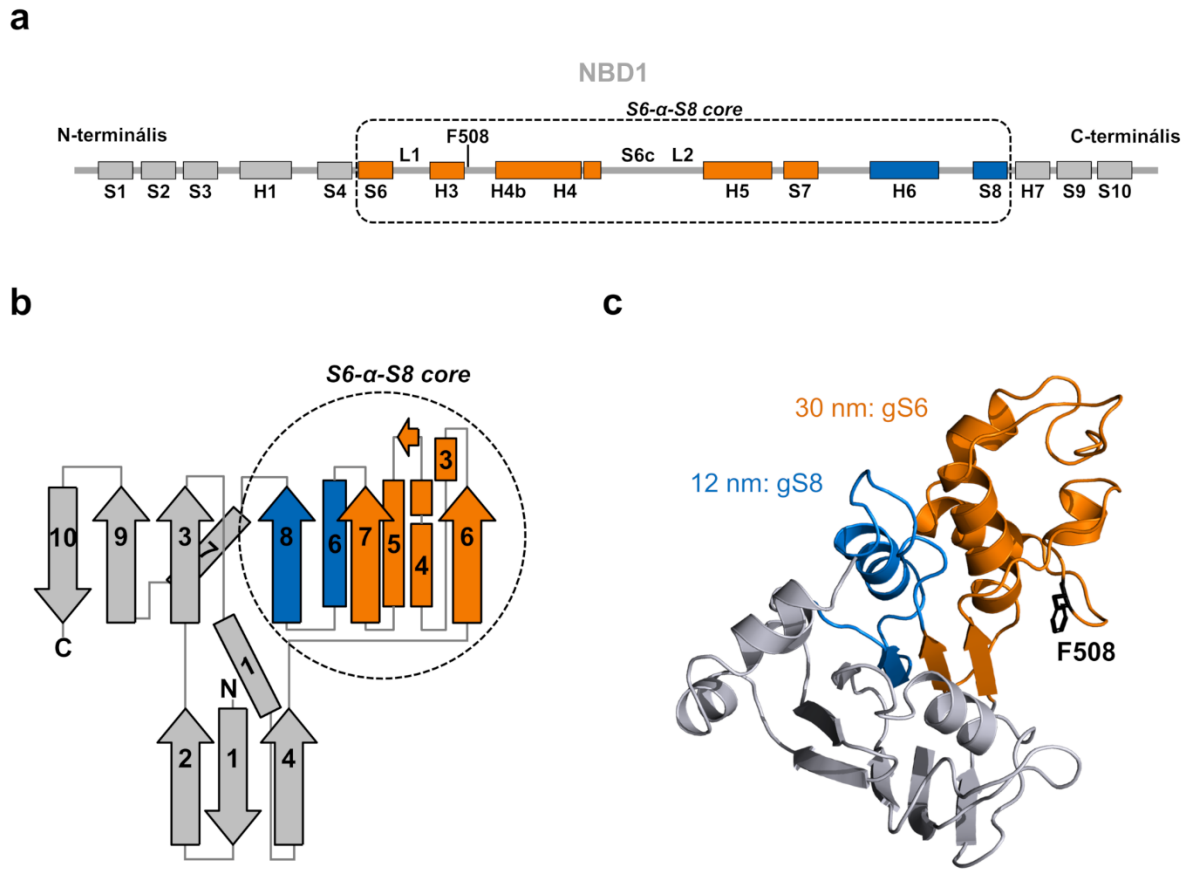 a
NBD1
S6-α-S8 core
N-terminális
F508
C-terminális
L1
S6c
L2
S1
S2
S3
H1
S4
S6
H3
H4b
H4
H5
S7
H6
S8
H7
S9
S10
b
S6-α-S8 core
3
10
9
3
7
8
6
7
5
4
6
C
N
1
2
1
4
c
30 nm: gS6
12 nm: gS8
F508